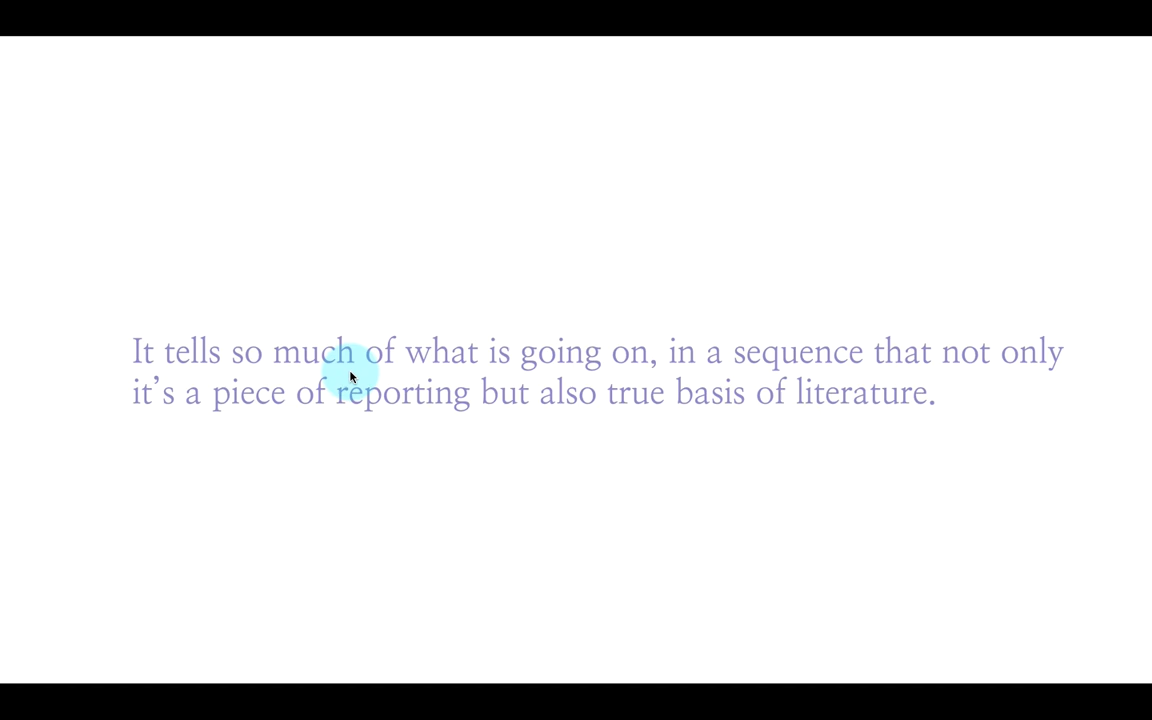 It tells so much of what is going on, in a sequence that not only
it’s a piece of reporting but also true basis of literature.